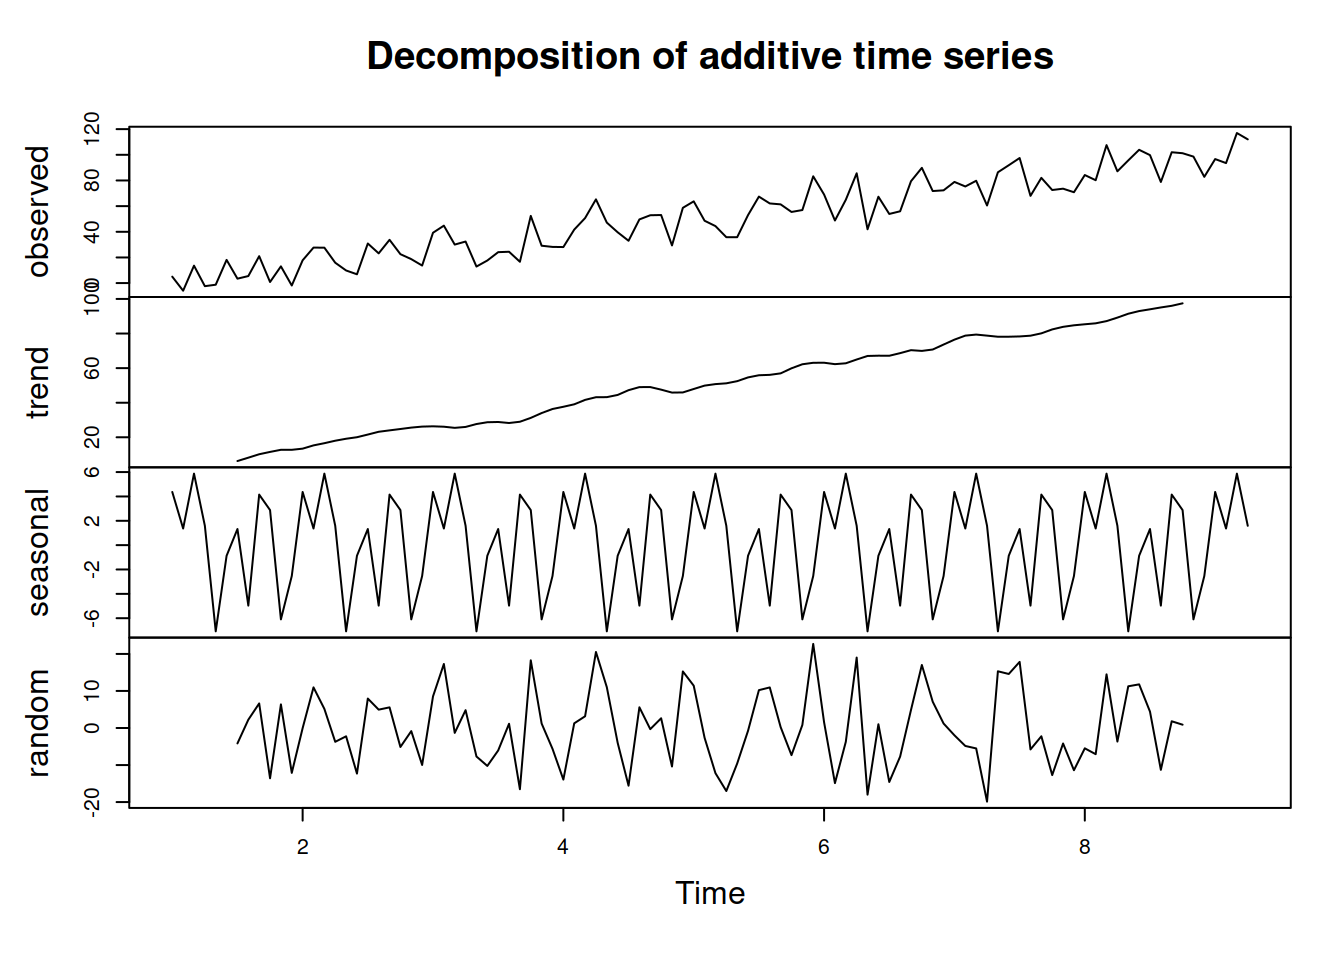 Decomposition of additive time series
observed
0 40 80 120
trend
20 60 100
seasonal
-6 -2 2 6
random
-20 0 10
2 4 6 8
Time